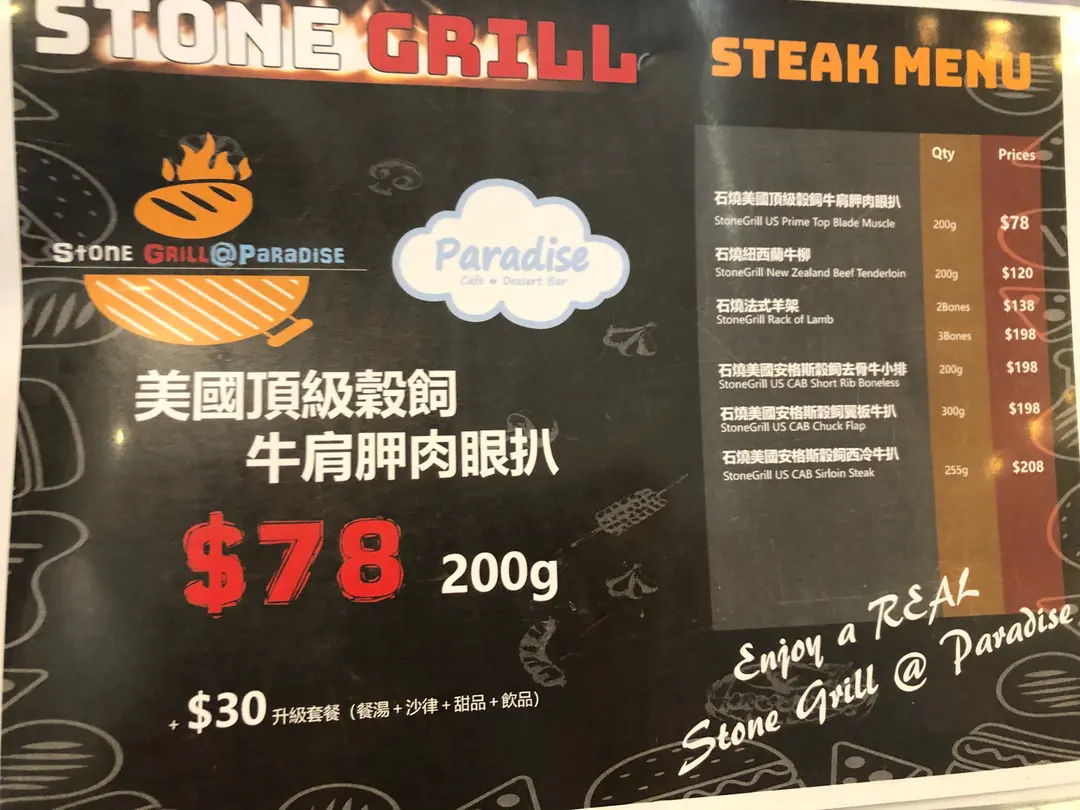 STONE GRILL
STONE GRILL@PARADISE
Paradise
Cafe & Dessert Bar
美國頂級穀飼
牛肩胛肉眼扒
$78 200g
+ $30 升級套餐（餐湯+沙律+甜品+飲品）
STEAK MENU
Qty Prices
石燒美國頂級穀飼牛肩胛肉眼扒
StoneGrill US Prime Top Blade Muscle 200g $78
石燒紐西蘭牛柳
StoneGrill New Zealand Beef Tenderloin 200g $120
石燒法式羊架 2Bones $138
StoneGrill Rack of Lamb
3Bones $198
石燒美國安格斯穀飼去骨牛小排 200g $198
StoneGrill US CAB Short Rib Boneless
石燒美國安格斯穀飼翼板牛扒 300g $198
StoneGrill US CAB Chuck Flap
石燒美國安格斯穀飼西冷牛扒
StoneGrill US CAB Sirloin Steak 255g $208
Enjoy a REAL
Stone Grill @ Paradise